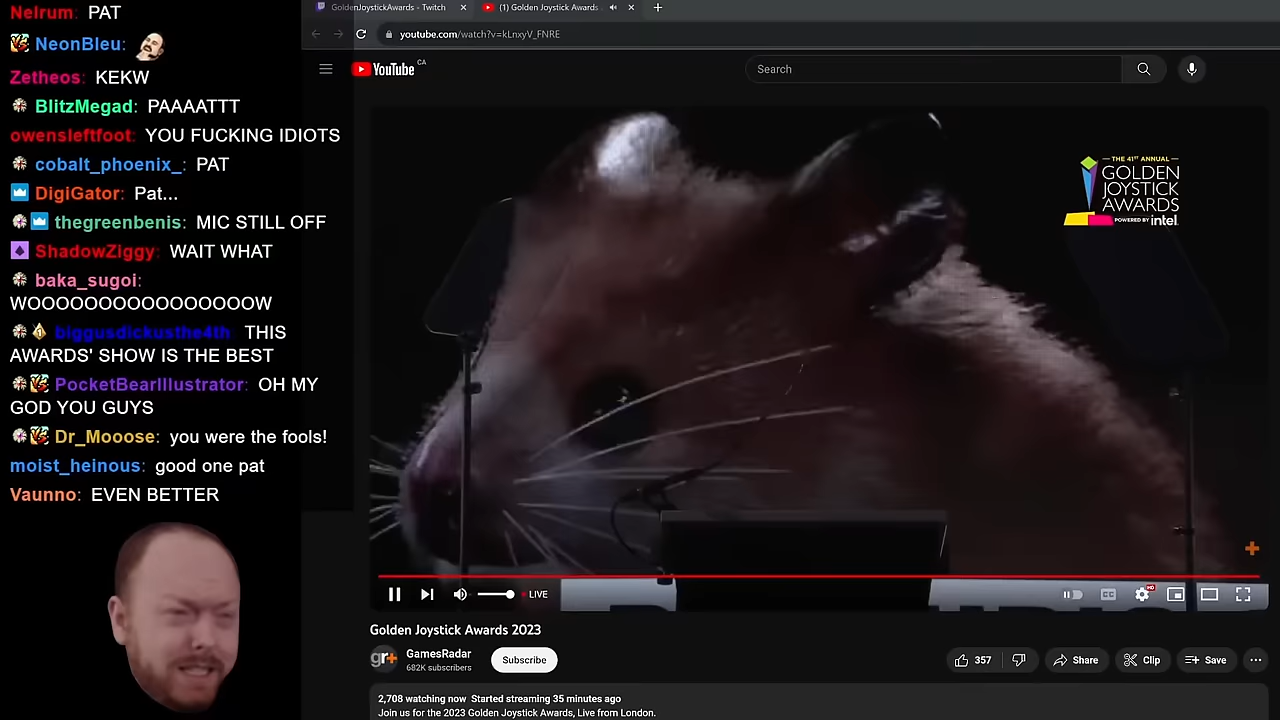 Nelrum: PAT
NeonBleu:
Zetheos: KEKW
BlitzMegad: PAAAATTT
owensleftfoot: YOU FUCKING IDIOTS
cobalt_phoenix_: PAT
DigiGator: Pat...
thegreenbenis: MIC STILL OFF
ShadowZiggy: WAIT WHAT
baka_sugoi:
WOOOOOOOOOOOOOOOOW
biggusdickusthe4th: THIS
AWARDS' SHOW IS THE BEST
PocketBearIllustrator: OH MY
GOD YOU GUYS
Dr_Mooose: you were the fools!
moist_heinous: good one pat
Vaunno: EVEN BETTER
GoldenJoystickAwards - Twitch
(1) Golden Joystick Awards
youtube.com/watch?v=kLnxyV_FNRE
YouTube CA
Search
THE 41ST ANNUAL
GOLDEN
JOYSTICK
AWARDS
POWERED BY intel.
LIVE
CC
HD
Golden Joystick Awards 2023
gr+
GamesRadar
682K subscribers
Subscribe
357
Share
Clip
Save
2,708 watching now Started streaming 35 minutes ago
Join us for the 2023 Golden Joystick Awards, Live from London.